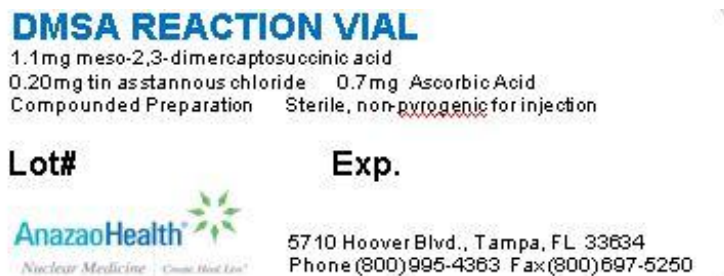 DMSA REACTION VIAL
1.1mg meso-2,3-dimercaptosuccinic acid
0.20mg tin as stannous chloride 0.7mg Ascorbic Acid
Compounded Preparation Sterile, non-pyrogenic for injection
Lot# Exp.
AnazaoHealth
Nuclear Medicine
5710 Hoover Blvd., Tampa, FL 33634
Phone (800)995-4363 Fax(800)697-5250